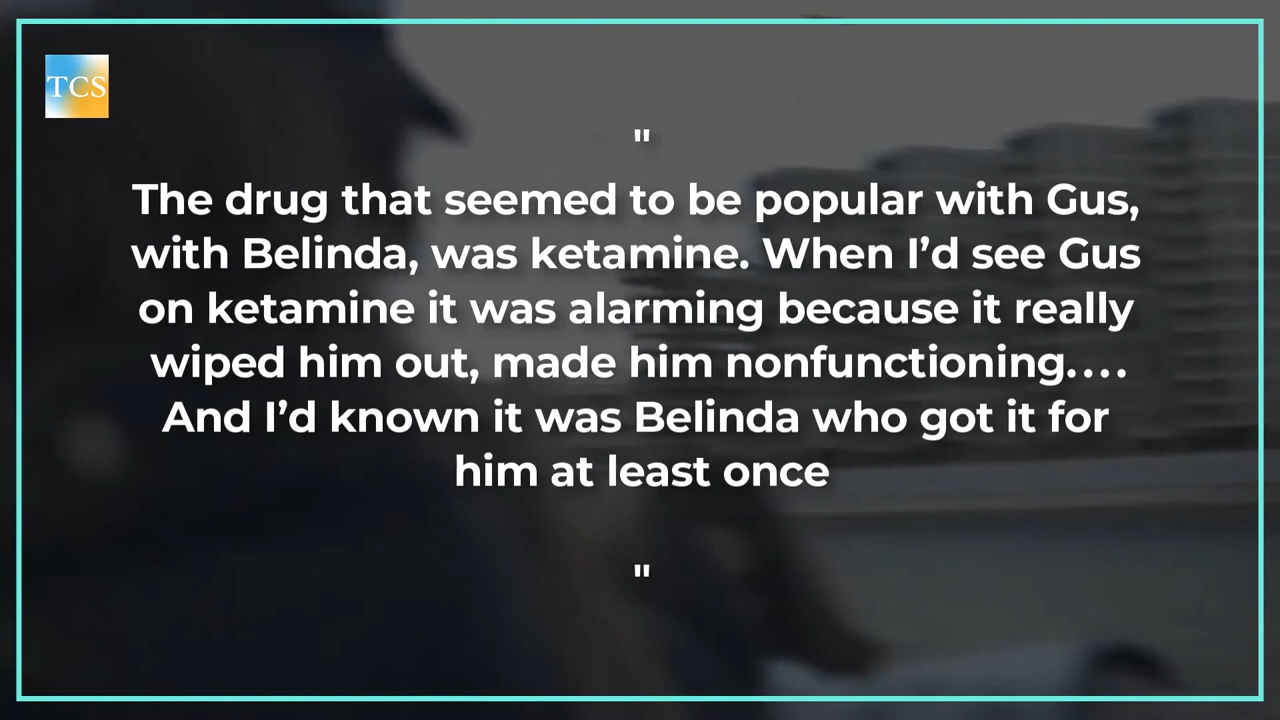 TCS
"
The drug that seemed to be popular with Gus,
with Belinda, was ketamine. When I’d see Gus
on ketamine it was alarming because it really
wiped him out, made him nonfunctioning....
And I’d known it was Belinda who got it for
him at least once
"